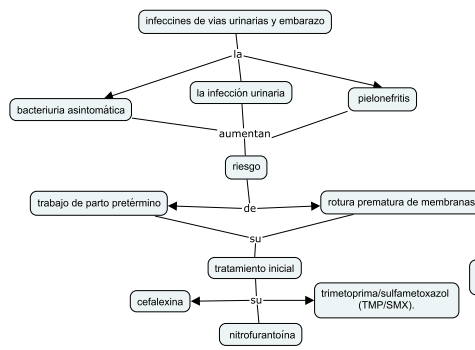 infeccines de vias urinarias y embarazo
la
la infección urinaria
bacteriuria asintomática
pielonefritis
aumentan
riesgo
trabajo de parto pretérmino
de
rotura prematura de membranas
su
tratamiento inicial
cefalexina
su
trimetoprima/sulfametoxazol
(TMP/SMX).
nitrofurantoína